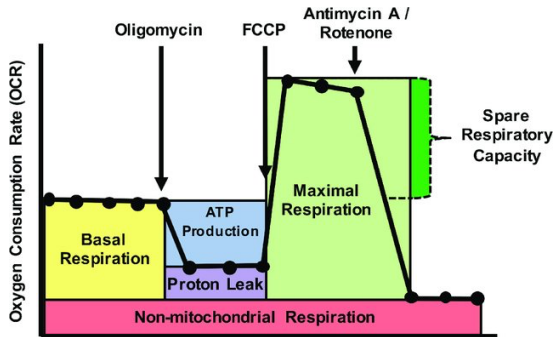 Oligomycin
FCCP
Antimycin A /
Rotenone
Oxygen Consumption Rate (OCR)
Basal
Respiration
ATP
Production
Proton Leak
Maximal
Respiration
Spare
Respiratory
Capacity
Non-mitochondrial Respiration